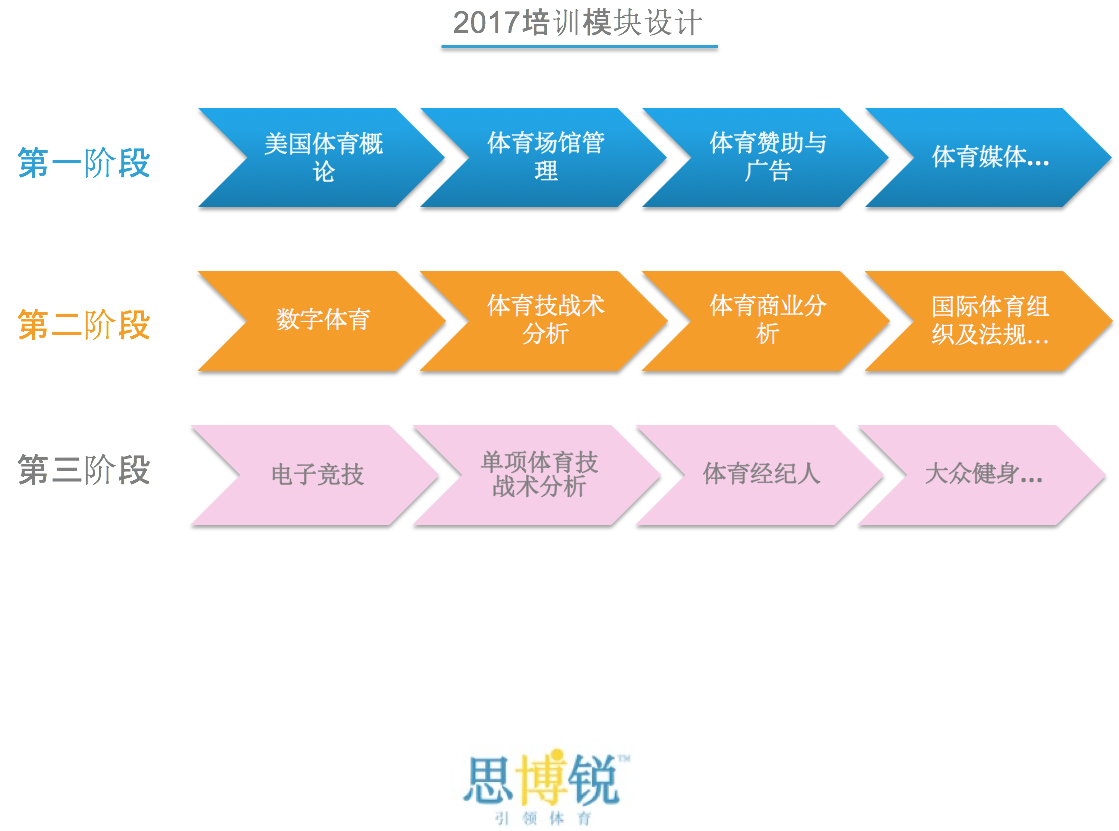 2017培训模块设计
第一阶段
美国体育概
论
体育场馆管
理
体育赞助与
广告
体育媒体...
第二阶段
数字体育
体育技战术
分析
体育商业分
析
国际体育组
织及法规...
第三阶段
电子竞技
单项体育技
战术分析
体育经纪人
大众健身...
思博锐™
引领体育